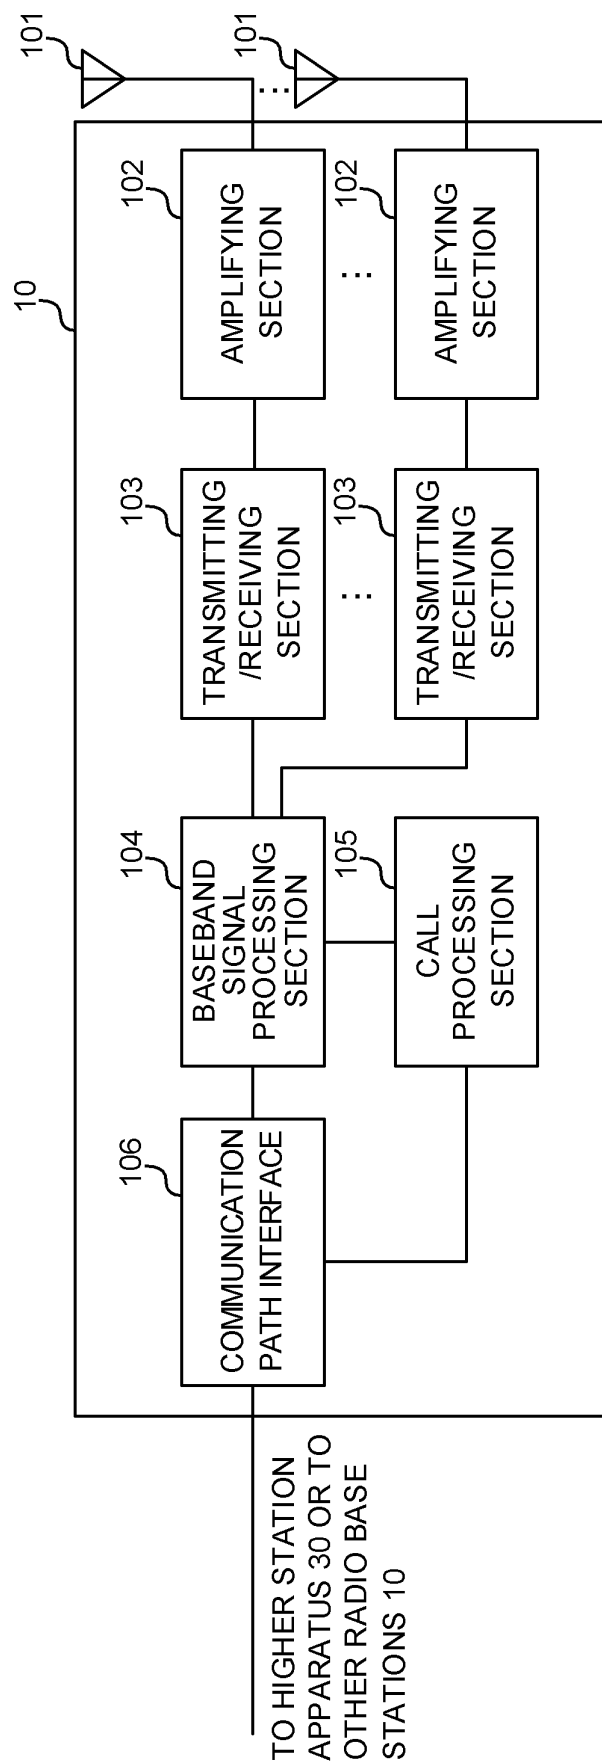 10
101
101
102
AMPLIFYING
SECTION
102
AMPLIFYING
SECTION
...
...
...
103
TRANSMITTING
/RECEIVING
SECTION
103
TRANSMITTING
/RECEIVING
SECTION
104
BASEBAND
SIGNAL
PROCESSING
SECTION
105
CALL
PROCESSING
SECTION
106
COMMUNICATION
PATH INTERFACE
TO HIGHER STATION
APPARATUS 30 OR TO
OTHER RADIO BASE
STATIONS 10